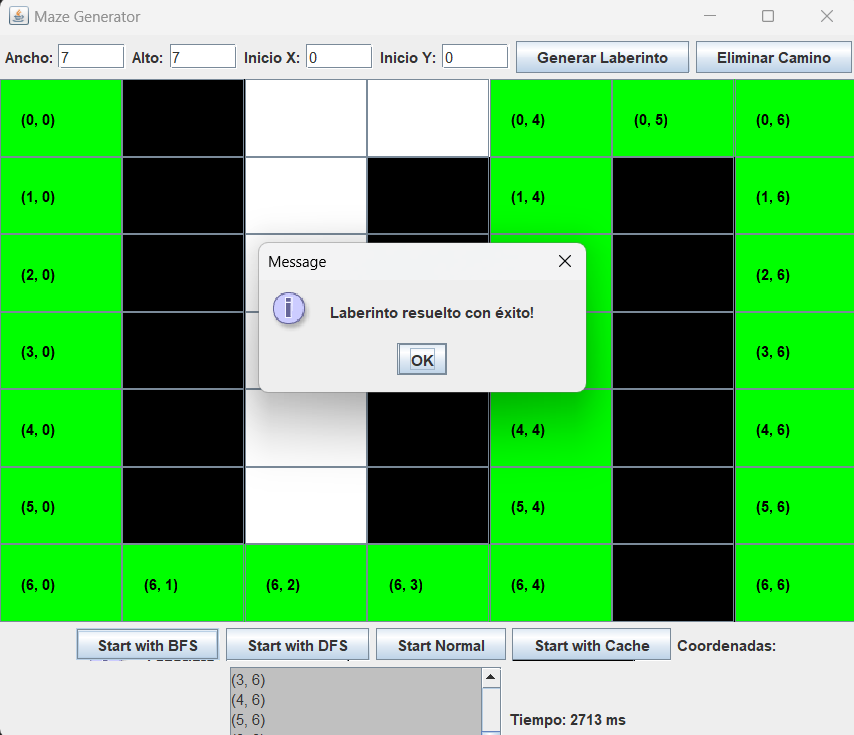 Maze Generator
Ancho: 7 Alto: 7 Inicio X: 0 Inicio Y: 0 Generar Laberinto Eliminar Camino
(0, 0) (0, 4) (0, 5) (0, 6)
(1, 0) (1, 4) (1, 6)
(2, 0) (2, 6)
Message
Laberinto resuelto con éxito!
OK
(3, 0) (3, 6)
(4, 0) (4, 4) (4, 6)
(5, 0) (5, 4) (5, 6)
(6, 0) (6, 1) (6, 2) (6, 3) (6, 4) (6, 6)
Start with BFS Start with DFS Start Normal Start with Cache Coordenadas:
(3, 6)
(4, 6)
(5, 6)
Tiempo: 2713 ms